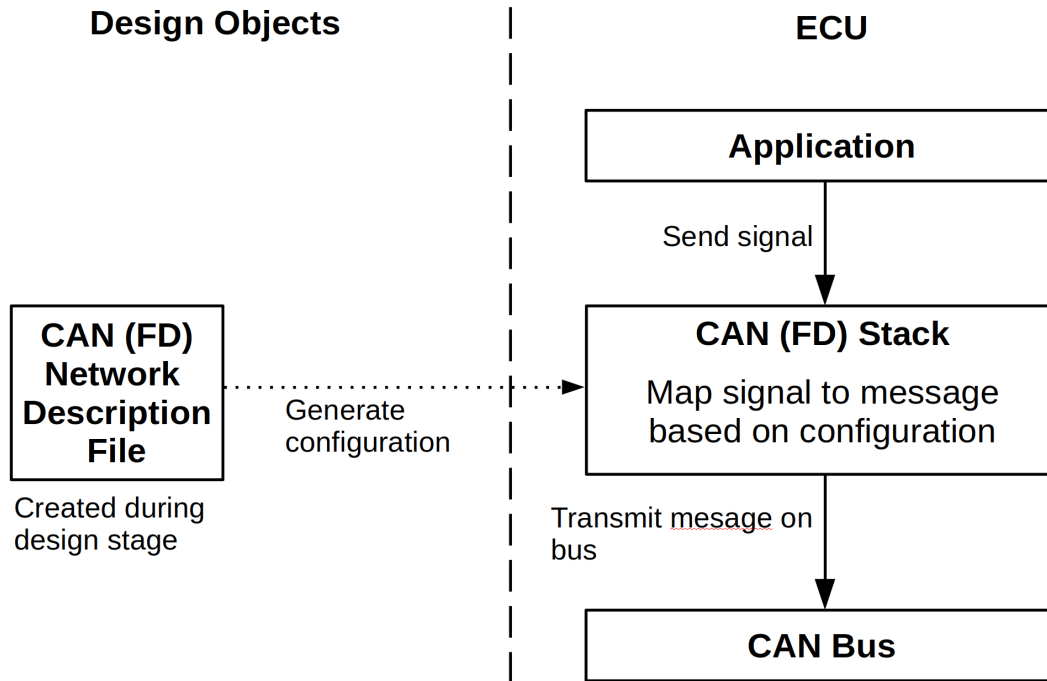 Design Objects
ECU
Application
Send signal
CAN (FD)
Network
Description
File
Generate
configuration
CAN (FD) Stack
Map signal to message
based on configuration
Created during
design stage
Transmit mesage on
bus
CAN Bus